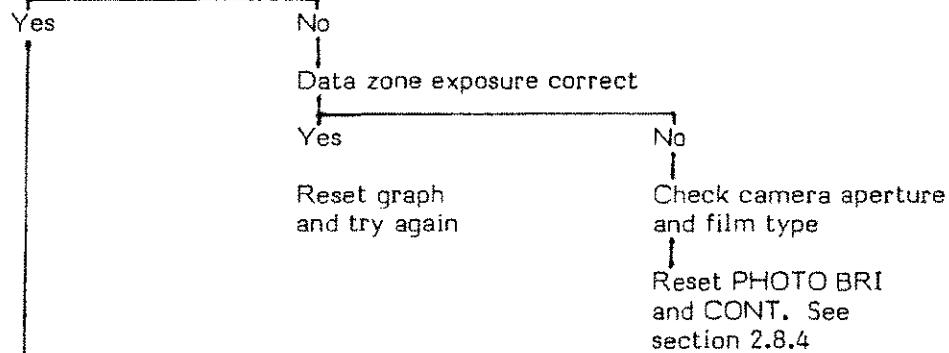 Yes No
Data zone exposure correct
Yes No
Reset graph
and try again
Check camera aperture
and film type
Reset PHOTO BRI
and CONT. See
section 2.8.4